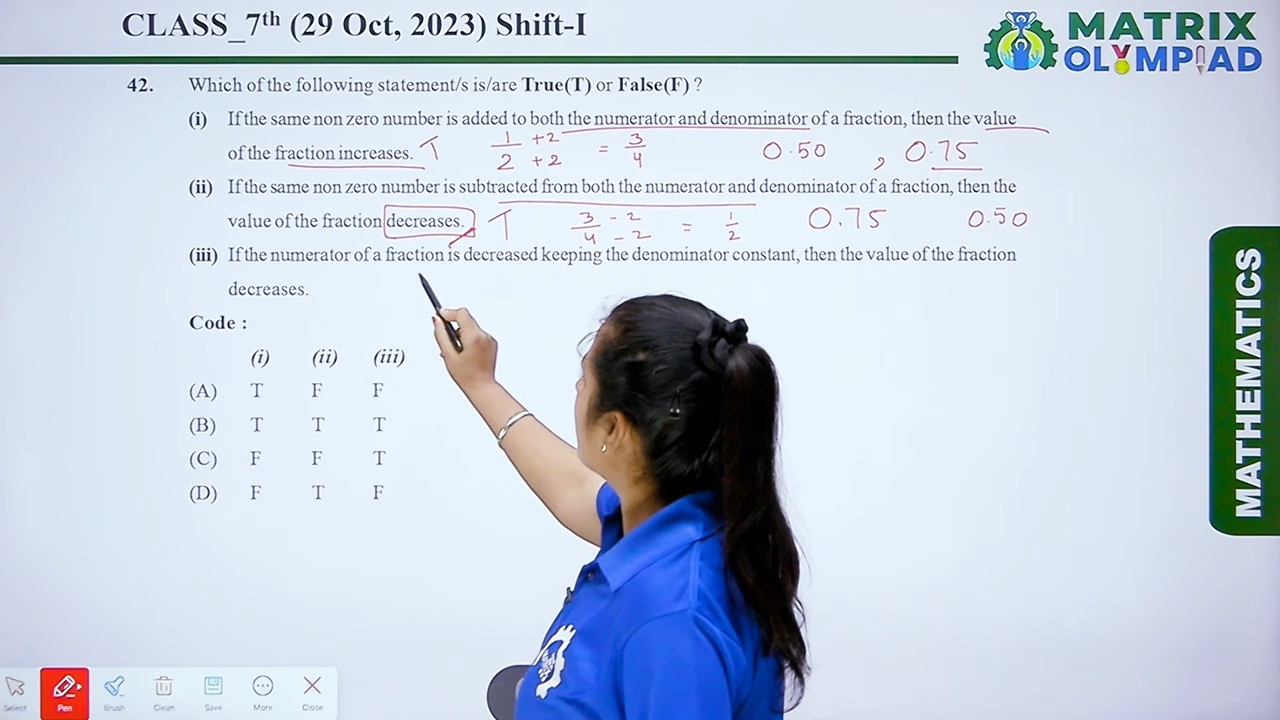 CLASS_7th (29 Oct, 2023) Shift-I
MATRIX
OLYMPIAD
42. Which of the following statement/s is/are True(T) or False(F) ?
(i) If the same non zero number is added to both the numerator and denominator of a fraction, then the value
of the fraction increases. T 1/2 +2/+2 = 3/4 0.50 , 0.75
(ii) If the same non zero number is subtracted from both the numerator and denominator of a fraction, then the
value of the fraction decreases. T 3/4 -2/-2 = 1/2 0.75 0.50
(iii) If the numerator of a fraction is decreased keeping the denominator constant, then the value of the fraction
decreases.
Code :
(i) (ii) (iii)
(A) T F F
(B) T T T
(C) F F T
(D) F T F
MATHEMATICS
Select Pen Brush Clean Save More Close